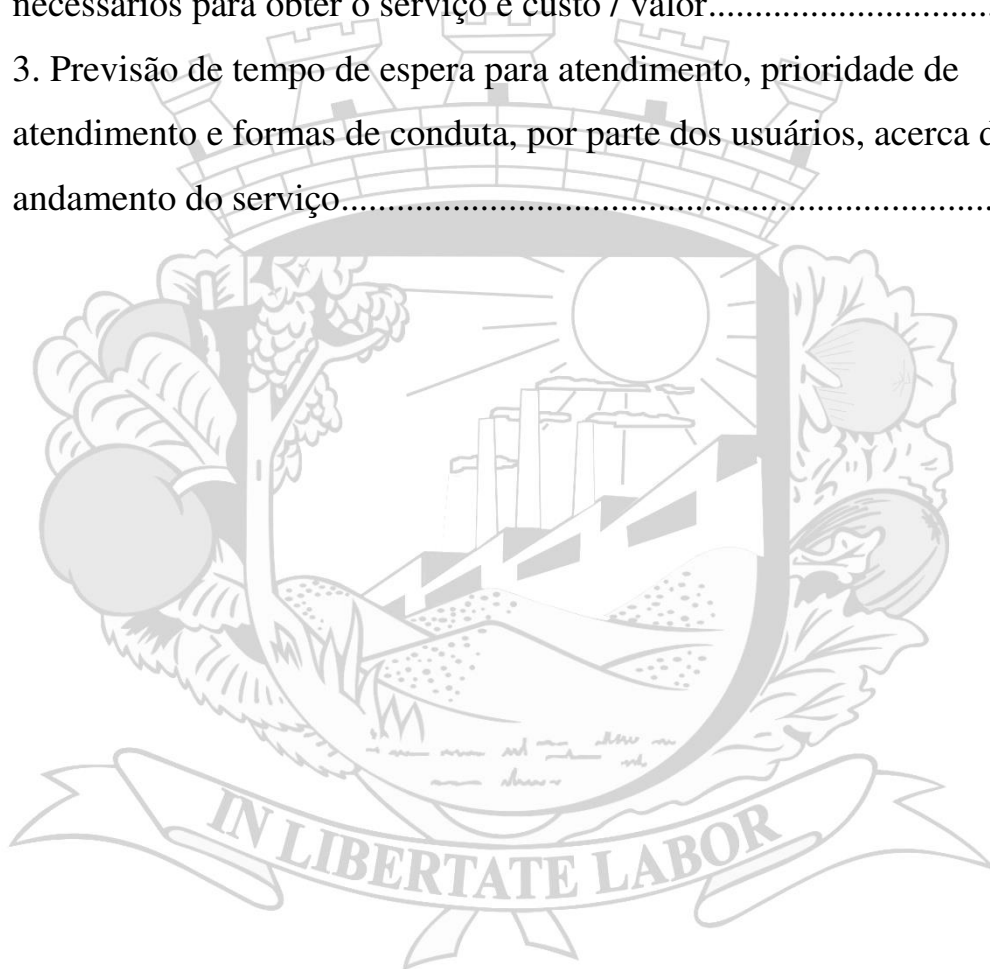 necessários para obter o serviço e custo / valor...............................
3. Previsão de tempo de espera para atendimento, prioridade de
atendimento e formas de conduta, por parte dos usuários, acerca d
andamento do serviço.........................................................................................
IN LIBERTATE LABOR